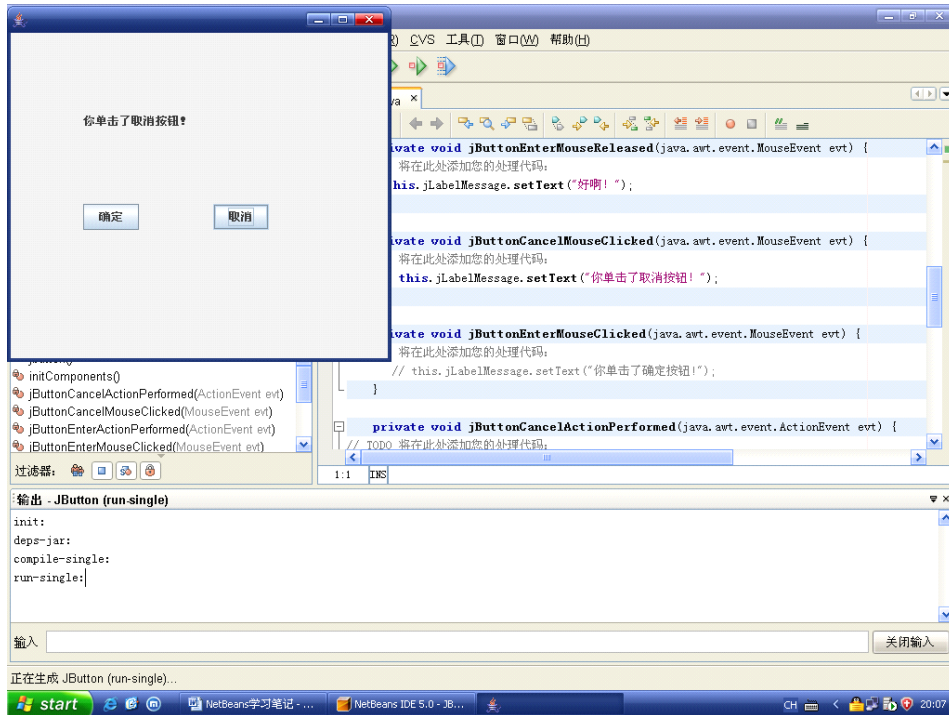 R) CVS 工具(T) 窗口(W) 帮助(H)
va ×
你单击了取消按钮!
确定
取消
ivate void jButtonEnterMouseReleased(java.awt.event.MouseEvent evt) {
将在此处添加您的处理代码:
his.jLabelMessage.setText("好啊! ");
ivate void jButtonCancelMouseClicked(java.awt.event.MouseEvent evt) {
将在此处添加您的处理代码:
this.jLabelMessage.setText("你单击了取消按钮! ");
ivate void jButtonEnterMouseClicked(java.awt.event.MouseEvent evt) {
将在此处添加您的处理代码:
// this.jLabelMessage.setText("你单击了确定按钮!");
}
private void jButtonCancelActionPerformed(java.awt.event.ActionEvent evt) {
// TODO 将在此处添加您的处理代码:
1:1 INS
initComponents()
jButtonCancelActionPerformed(ActionEvent evt)
jButtonCancelMouseClicked(MouseEvent evt)
jButtonEnterActionPerformed(ActionEvent evt)
jButtonEnterMouseClicked(MouseEvent evt)
过滤器:
输出 - JButton (run-single)
init:
deps-jar:
compile-single:
run-single:
输入
关闭输入
正在生成 JButton (run-single)...
start
NetBeans学习笔记 - ...
NetBeans IDE 5.0 - JB...
CH
20:07